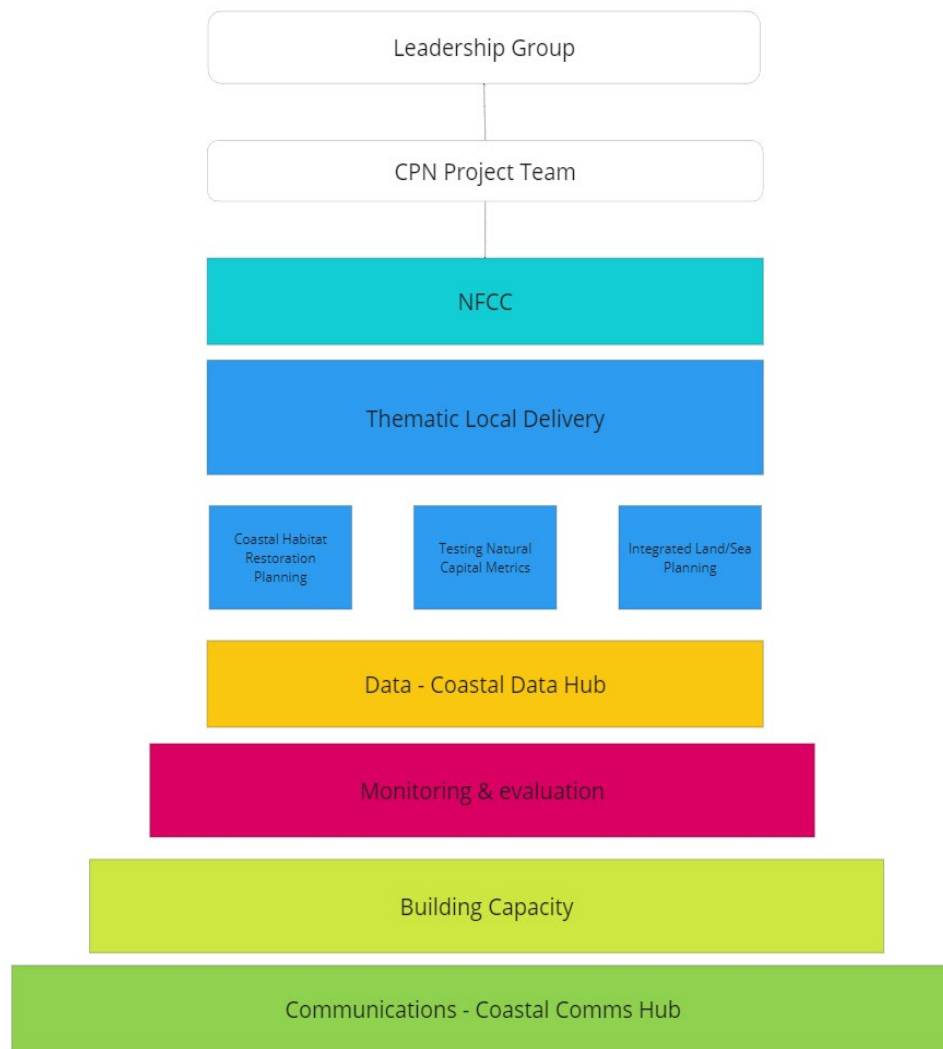 Leadership Group
CPN Project Team
NFCC
Thematic Local Delivery
Coastal Habitat
Restoration
Planning
Testing Natural
Capital Metrics
Integrated Land/Sea
Planning
Data - Coastal Data Hub
Monitoring & evaluation
Building Capacity
Communications - Coastal Comms Hub